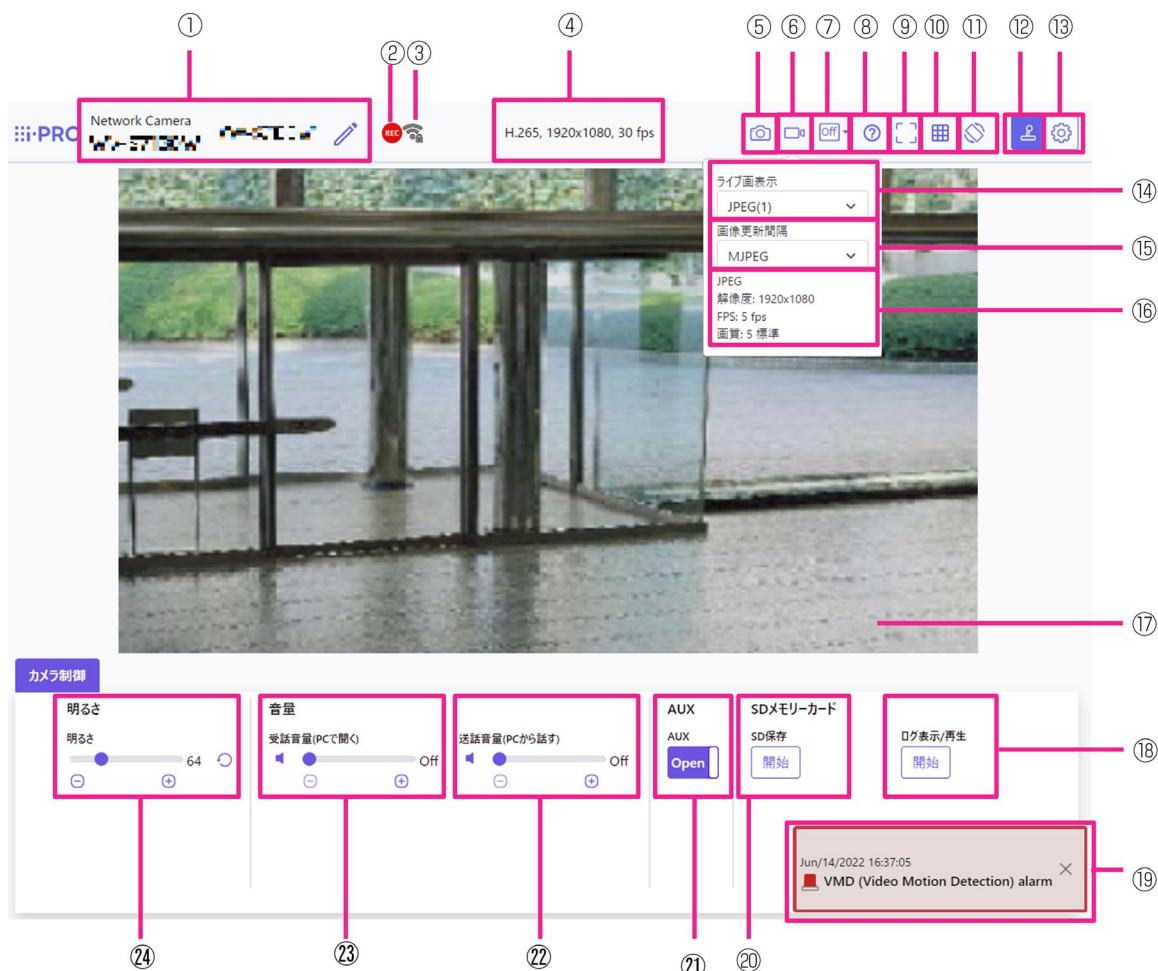 ① ② ③ ④ ⑤ ⑥ ⑦ ⑧ ⑨ ⑩ ⑪ ⑫ ⑬
i-PRO
Network Camera
REC
H.265, 1920x1080, 30 fps
Off
ライブ画表示
JPEG(1)
⑭
画像更新間隔
MJPEG
⑮
JPEG
解像度: 1920x1080
FPS: 5 fps
画質: 5 標準
⑯
⑰
カメラ制御
明るさ
明るさ
64
音量
受話音量(PCで聞く)
Off
送話音量(PCから話す)
Off
AUX
AUX
Open
SDメモリーカード
SD保存
開始
ログ表示/再生
開始
⑱
Jun/14/2022 16:37:05
VMD (Video Motion Detection) alarm
⑲
㉔ ㉓ ㉒ ㉑ ⑳